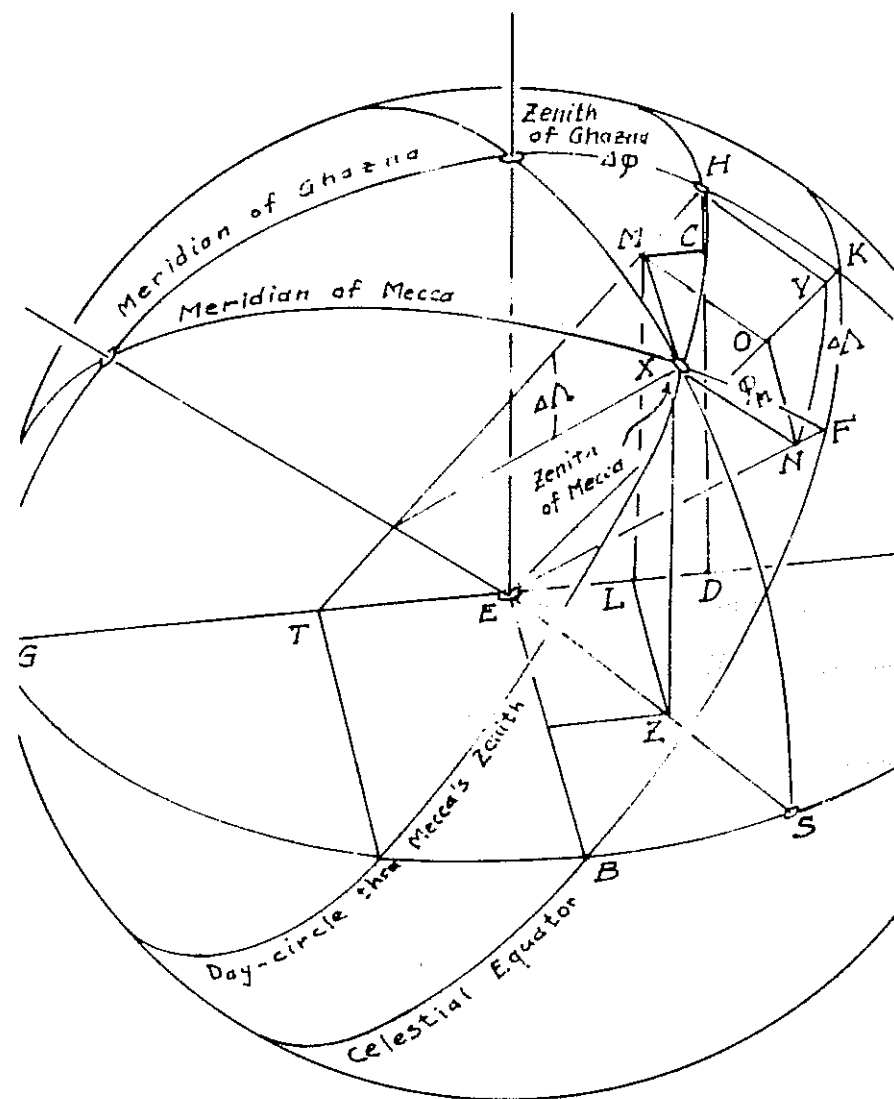 Zenith
of Ghazna
Δφ
H
Meridian of Ghazna
M
C
K
Y
Meridian of Mecca
O
ΔΛ
X
φM
ΔΛ
F
N
Zenith
of Mecca
E
L
D
T
G
Z
S
B
Day-circle thru Mecca's Zenith
Celestial Equator